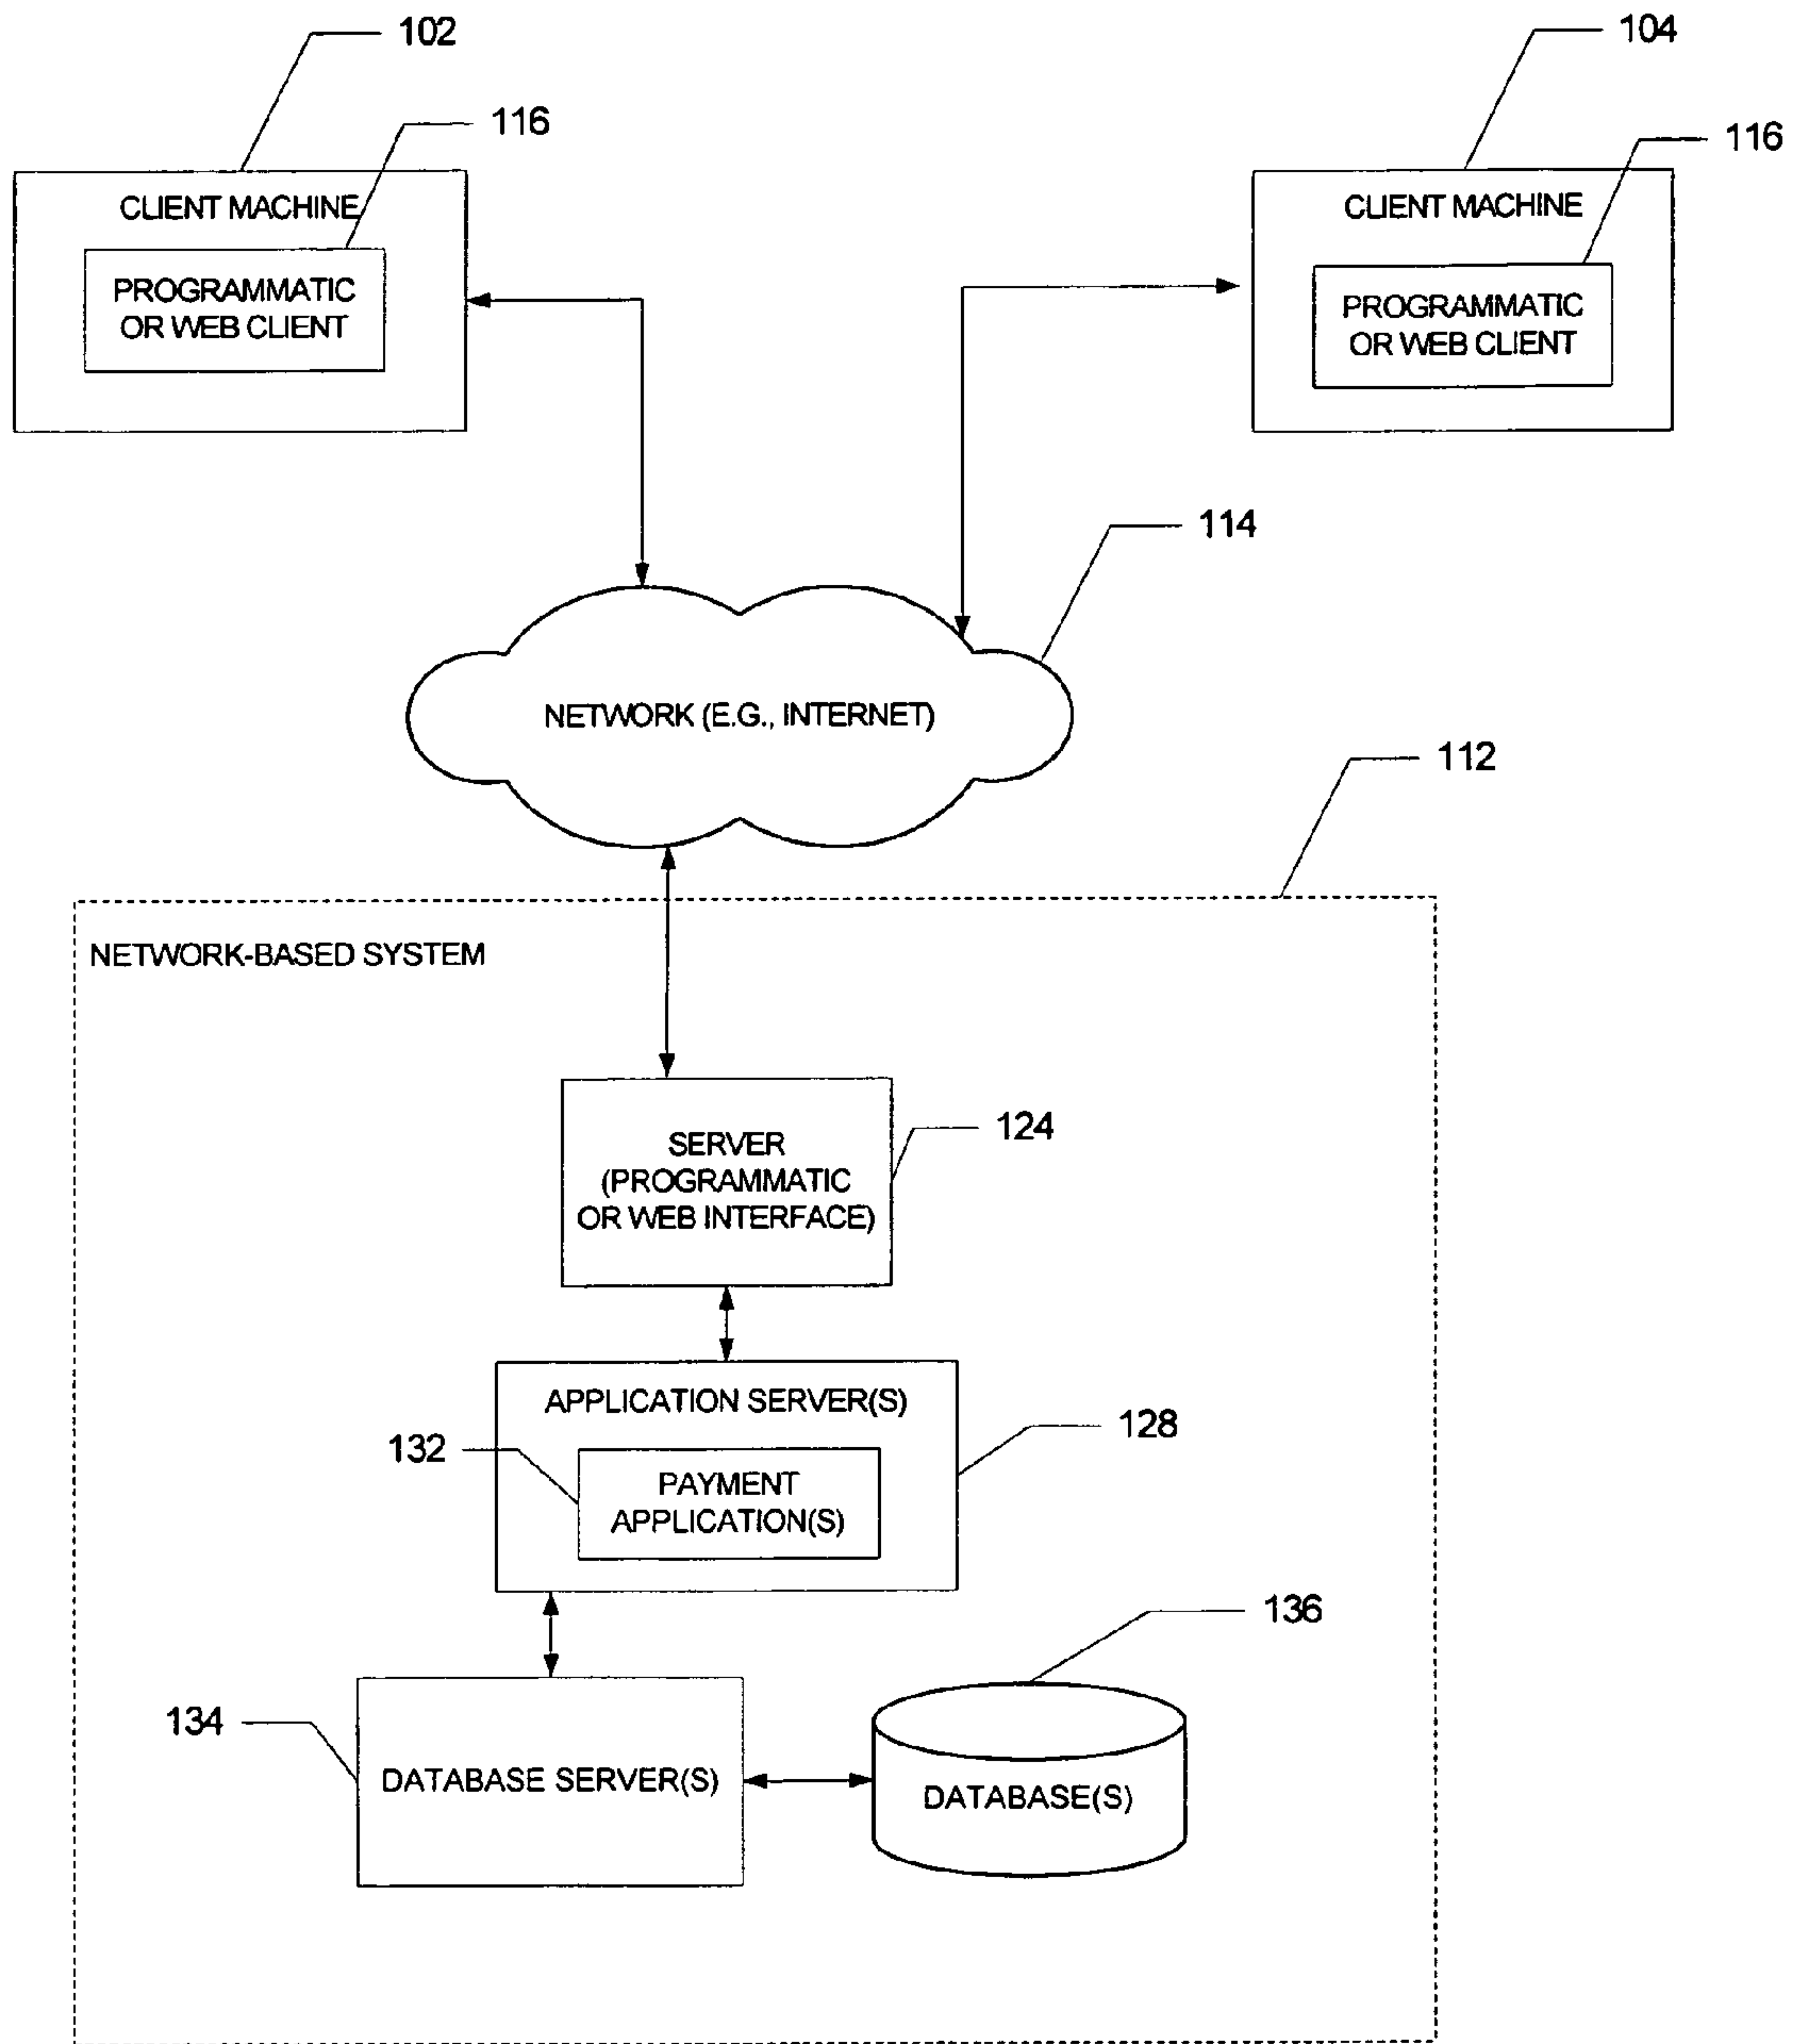 102
104
116
116
CLIENT MACHINE
CLIENT MACHINE
PROGRAMMATIC
OR WEB CLIENT
PROGRAMMATIC
OR WEB CLIENT
114
NETWORK (E.G., INTERNET)
112
NETWORK-BASED SYSTEM
124
SERVER
(PROGRAMMATIC
OR WEB INTERFACE)
APPLICATION SERVER(S)
128
132
PAYMENT
APPLICATION(S)
136
134
DATABASE SERVER(S)
DATABASE(S)